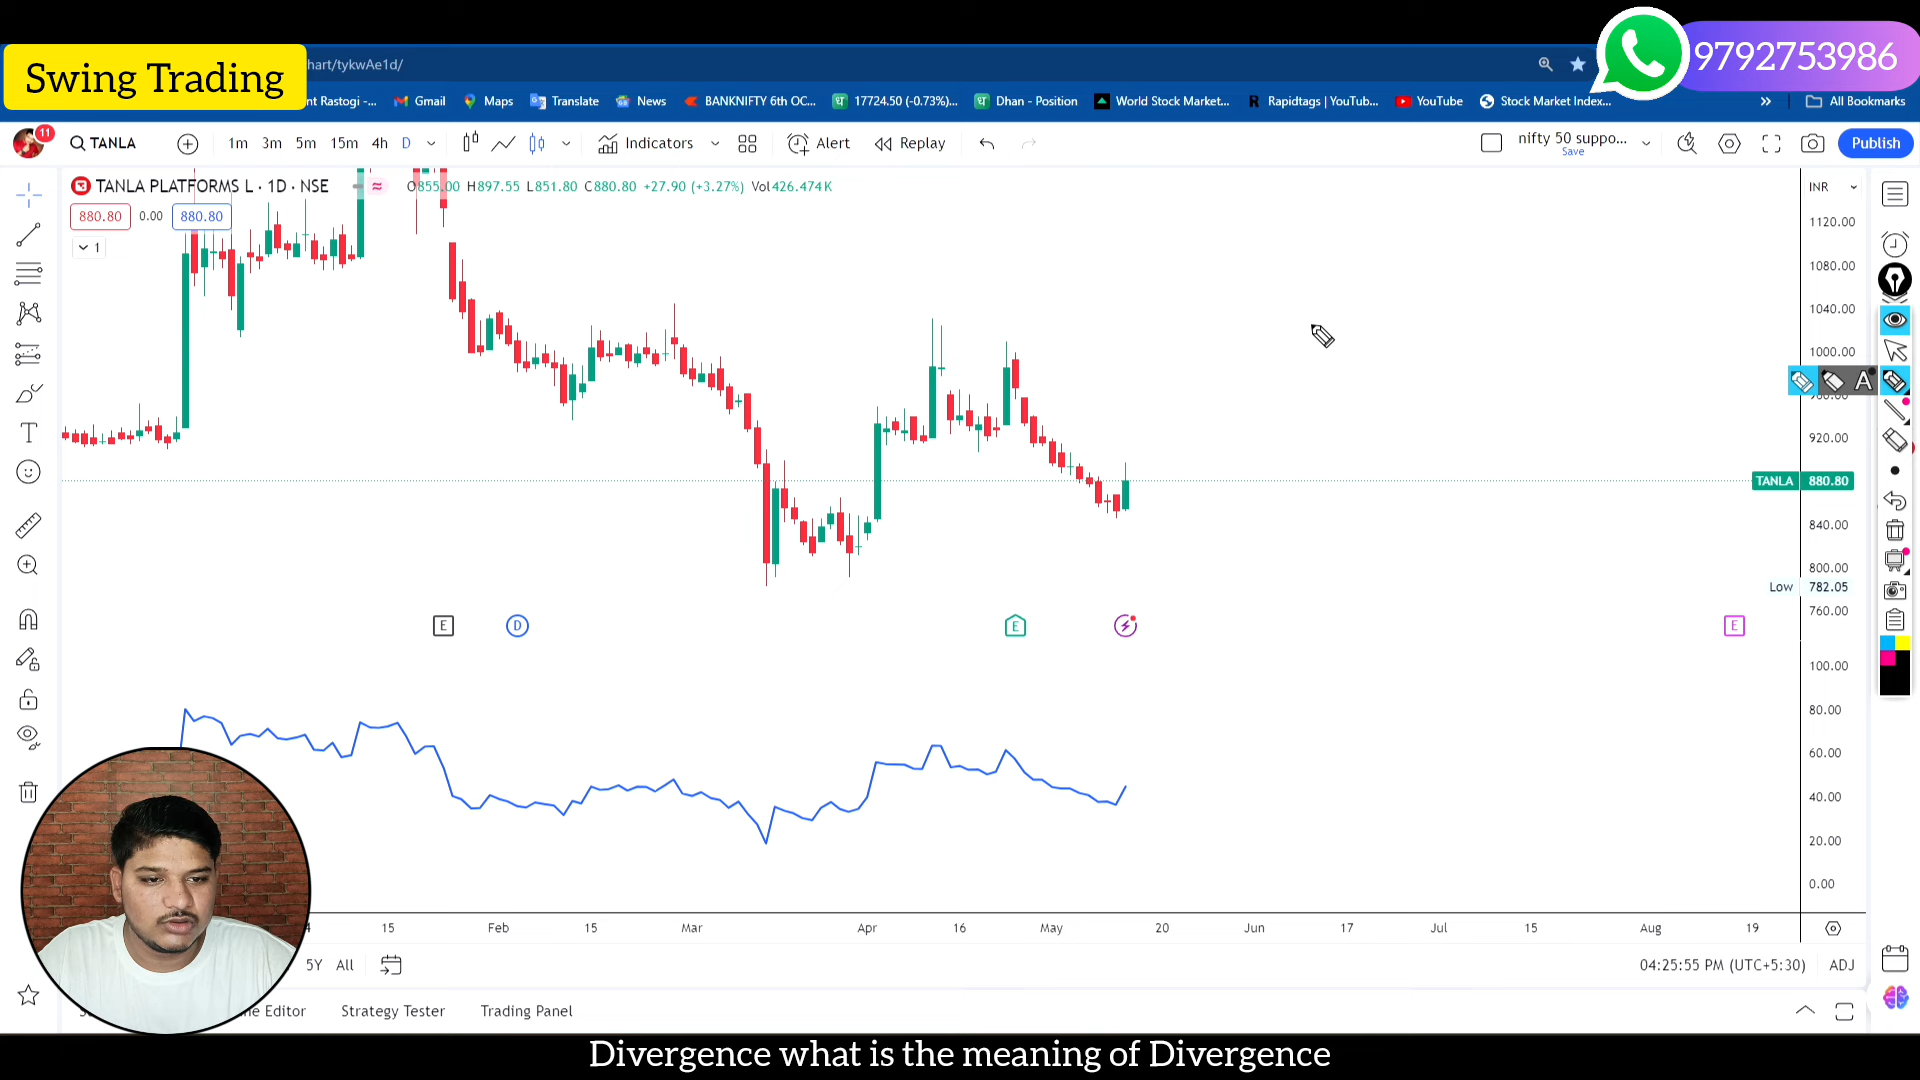 Swing Trading
9792753986
hart/tykwAe1d/
nt Rastogi -...
Gmail
Maps
Translate
News
BANKNIFTY 6th OC...
17724.50 (-0.73%)...
Dhan - Position
World Stock Market...
Rapidtags | YouTub...
YouTube
Stock Market Index...
All Bookmarks
11
TANLA
1m
3m
5m
15m
4h
D
Indicators
Alert
Replay
nifty 50 suppo...
Save
Publish
TANLA PLATFORMS L · 1D · NSE
O855.00 H897.55 L851.80 C880.80 +27.90 (+3.27%) Vol426.474K
INR
880.80
0.00
880.80
1
1120.00
1080.00
1040.00
1000.00
A
920.00
TANLA 880.80
840.00
800.00
Low 782.05
760.00
E
D
E
E
100.00
80.00
60.00
40.00
20.00
0.00
15
Feb
15
Mar
Apr
16
May
20
Jun
17
Jul
15
Aug
19
5Y
All
04:25:55 PM (UTC+5:30)
ADJ
ne Editor
Strategy Tester
Trading Panel
Divergence what is the meaning of Divergence